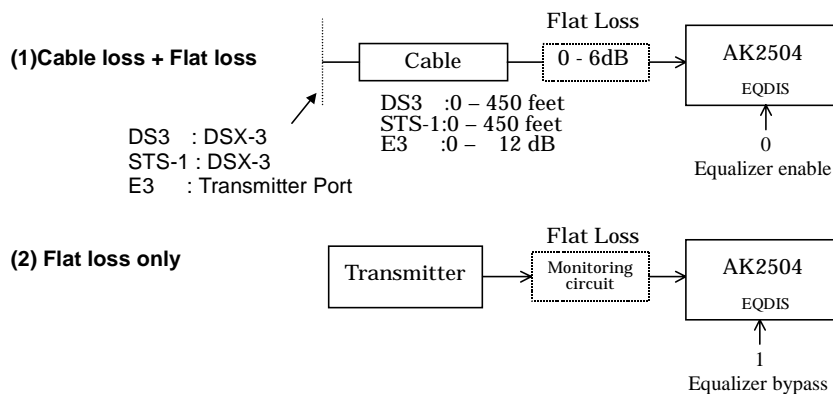 Flat Loss
(1)Cable loss + Flat loss
Cable
0 - 6dB
AK2504
EQDIS
DS3 :0 – 450 feet
STS-1:0 – 450 feet
E3 :0 – 12 dB
0
Equalizer enable
DS3 : DSX-3
STS-1 : DSX-3
E3 : Transmitter Port
(2) Flat loss only
Flat Loss
Transmitter
Monitoring
circuit
AK2504
EQDIS
1
Equalizer bypass